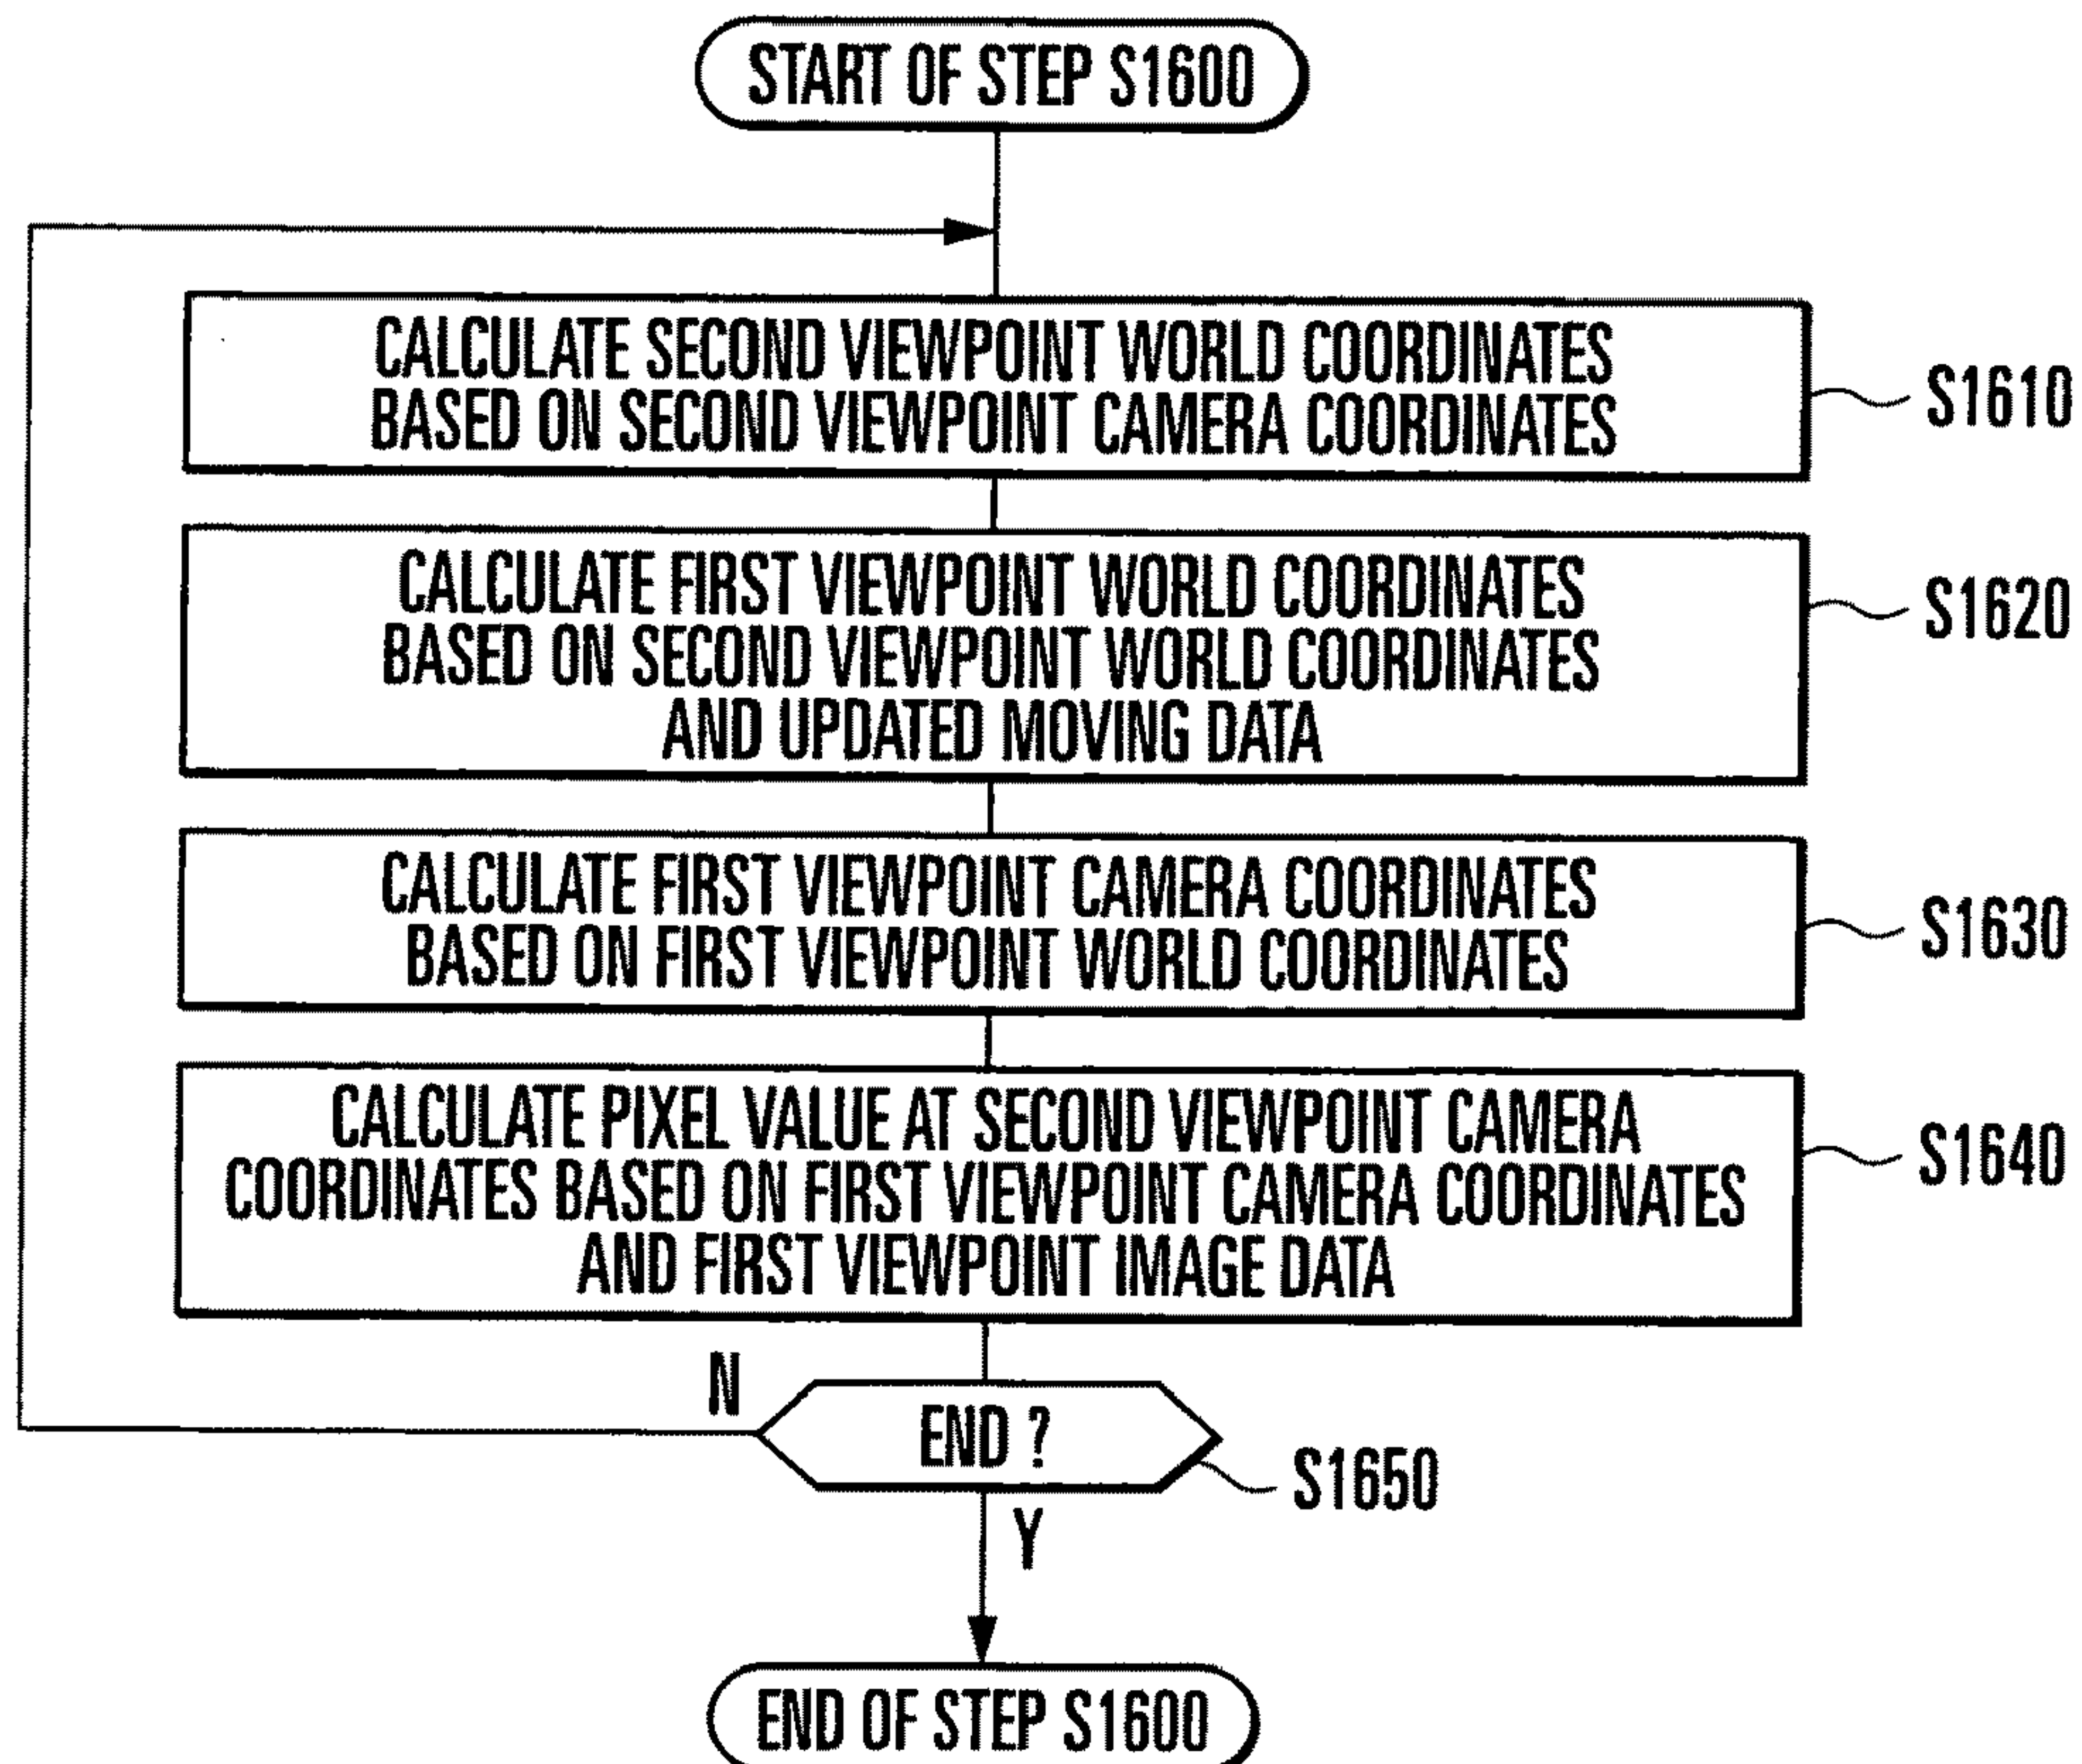 START OF STEP S1600
CALCULATE SECOND VIEWPOINT WORLD COORDINATES
BASED ON SECOND VIEWPOINT CAMERA COORDINATES
S1610
CALCULATE FIRST VIEWPOINT WORLD COORDINATES
BASED ON SECOND VIEWPOINT WORLD COORDINATES
AND UPDATED MOVING DATA
S1620
CALCULATE FIRST VIEWPOINT CAMERA COORDINATES
BASED ON FIRST VIEWPOINT WORLD COORDINATES
S1630
CALCULATE PIXEL VALUE AT SECOND VIEWPOINT CAMERA
COORDINATES BASED ON FIRST VIEWPOINT CAMERA COORDINATES
AND FIRST VIEWPOINT IMAGE DATA
S1640
N
END ?
S1650
Y
END OF STEP S1600